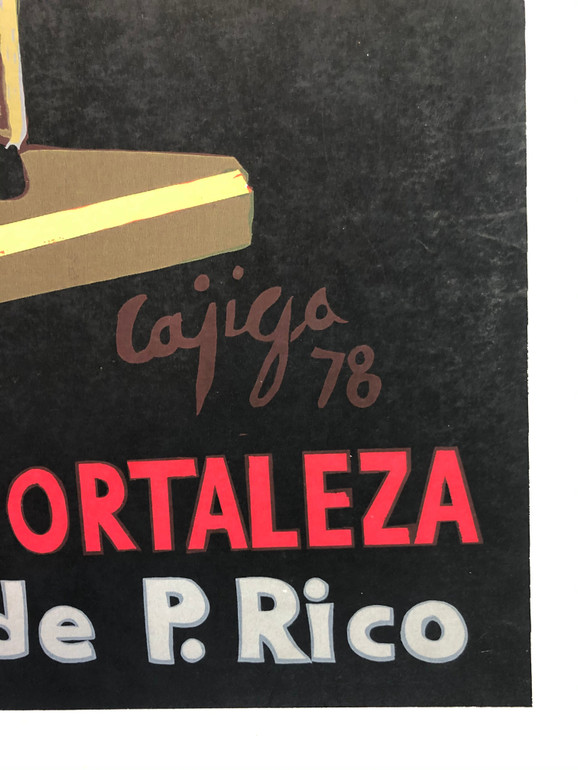 Cajiga
78
ORTALEZA
de P. Rico